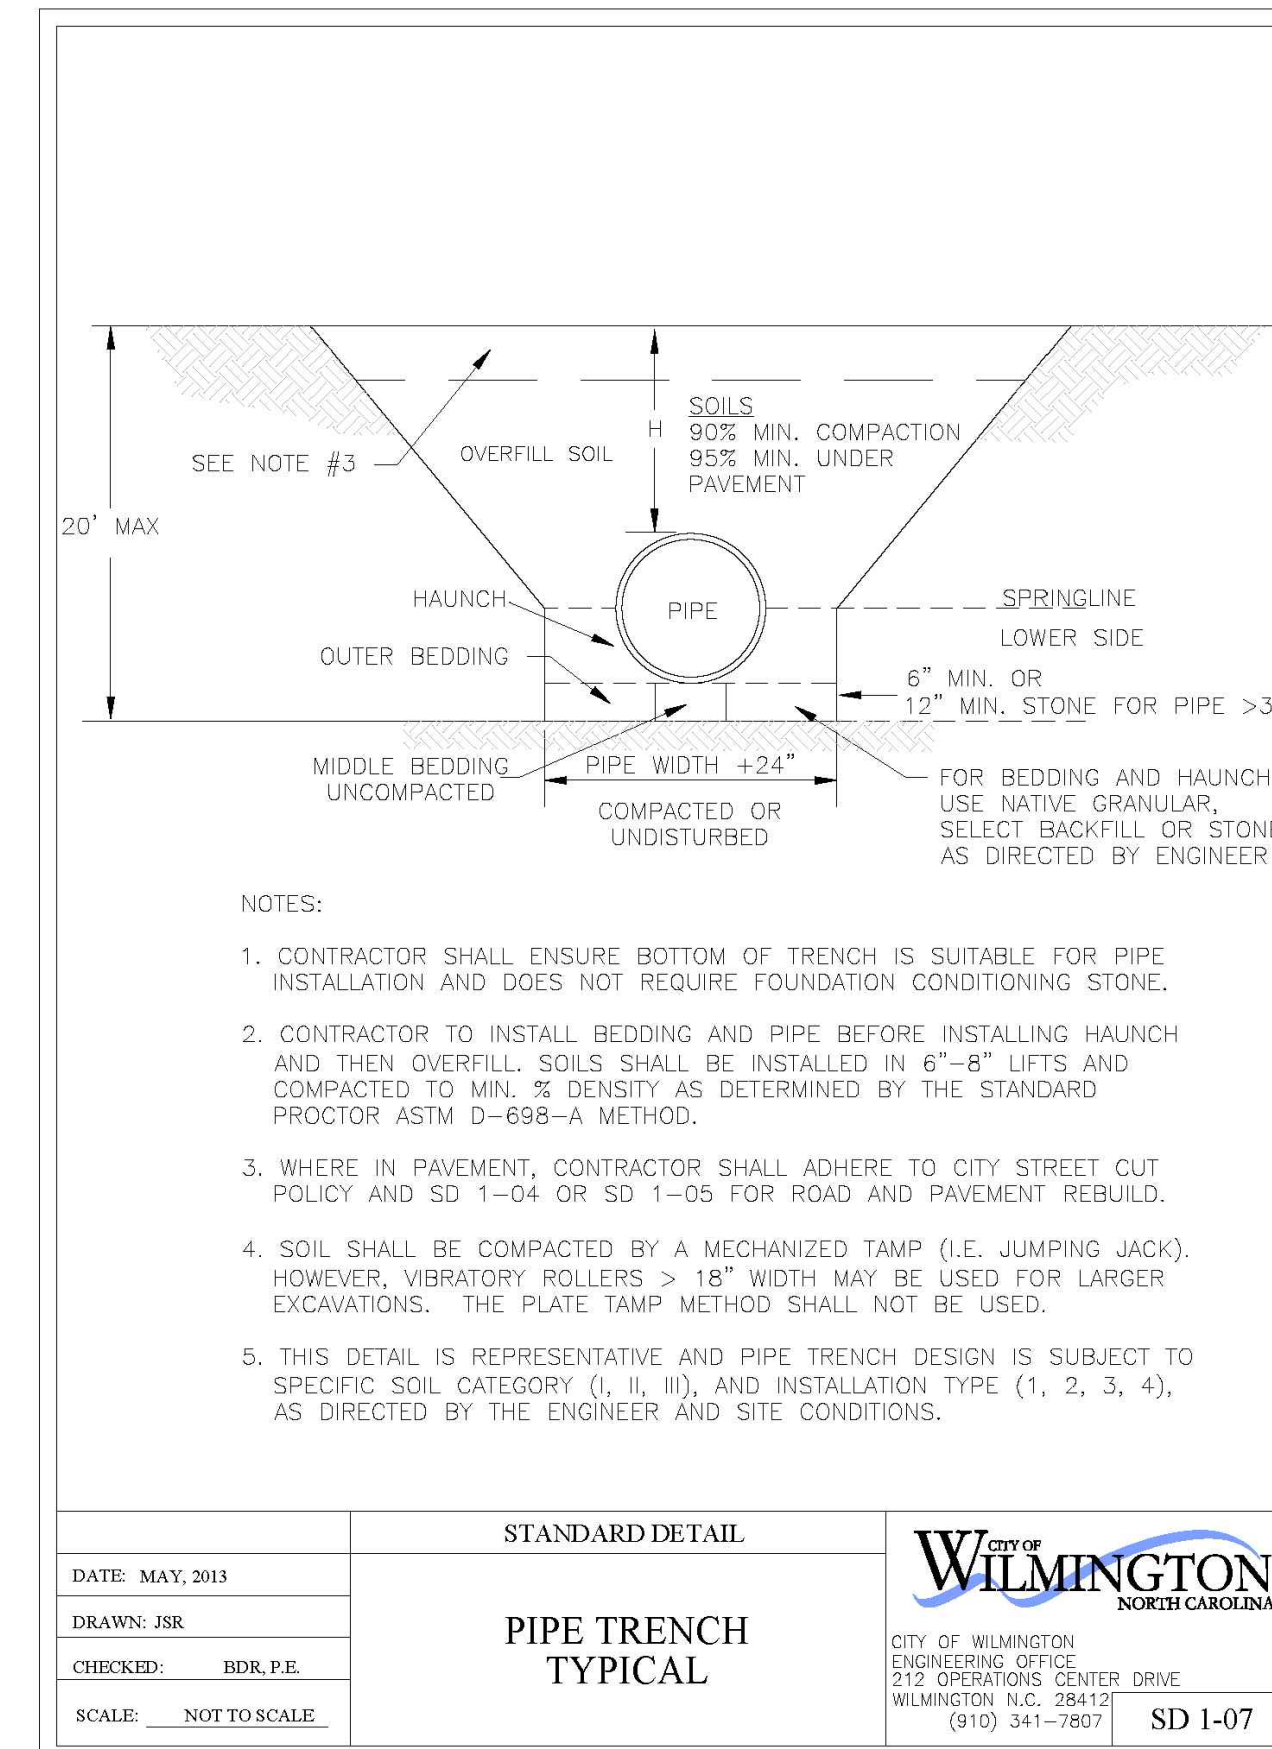 SOILS
90% MIN. COMPACTION
95% MIN. UNDER
PAVEMENT
H
OVERFILL SOIL
SEE NOTE #3
20' MAX
HAUNCH
PIPE
SPRINGLINE
LOWER SIDE
OUTER BEDDING
6" MIN. OR
12" MIN. STONE FOR PIPE >3
MIDDLE BEDDING
UNCOMPACTED
PIPE WIDTH +24"
COMPACTED OR
UNDISTURBED
FOR BEDDING AND HAUNCH
USE NATIVE GRANULAR,
SELECT BACKFILL OR STONE
AS DIRECTED BY ENGINEER
NOTES:
1. CONTRACTOR SHALL ENSURE BOTTOM OF TRENCH IS SUITABLE FOR PIPE
INSTALLATION AND DOES NOT REQUIRE FOUNDATION CONDITIONING STONE.
2. CONTRACTOR TO INSTALL BEDDING AND PIPE BEFORE INSTALLING HAUNCH
AND THEN OVERFILL. SOILS SHALL BE INSTALLED IN 6"-8" LIFTS AND
COMPACTED TO MIN. % DENSITY AS DETERMINED BY THE STANDARD
PROCTOR ASTM D-698-A METHOD.
3. WHERE IN PAVEMENT, CONTRACTOR SHALL ADHERE TO CITY STREET CUT
POLICY AND SD 1-04 OR SD 1-05 FOR ROAD AND PAVEMENT REBUILD.
4. SOIL SHALL BE COMPACTED BY A MECHANIZED TAMP (I.E. JUMPING JACK).
HOWEVER, VIBRATORY ROLLERS > 18" WIDTH MAY BE USED FOR LARGER
EXCAVATIONS. THE PLATE TAMP METHOD SHALL NOT BE USED.
5. THIS DETAIL IS REPRESENTATIVE AND PIPE TRENCH DESIGN IS SUBJECT TO
SPECIFIC SOIL CATEGORY (I, II, III), AND INSTALLATION TYPE (1, 2, 3, 4),
AS DIRECTED BY THE ENGINEER AND SITE CONDITIONS.
DATE: MAY, 2013
DRAWN: JSR
CHECKED: BDR, P.E.
SCALE: NOT TO SCALE
STANDARD DETAIL
PIPE TRENCH
TYPICAL
CITY OF
WILMINGTON
NORTH CAROLINA
CITY OF WILMINGTON
ENGINEERING OFFICE
212 OPERATIONS CENTER DRIVE
WILMINGTON N.C. 28412
(910) 341-7807
SD 1-07